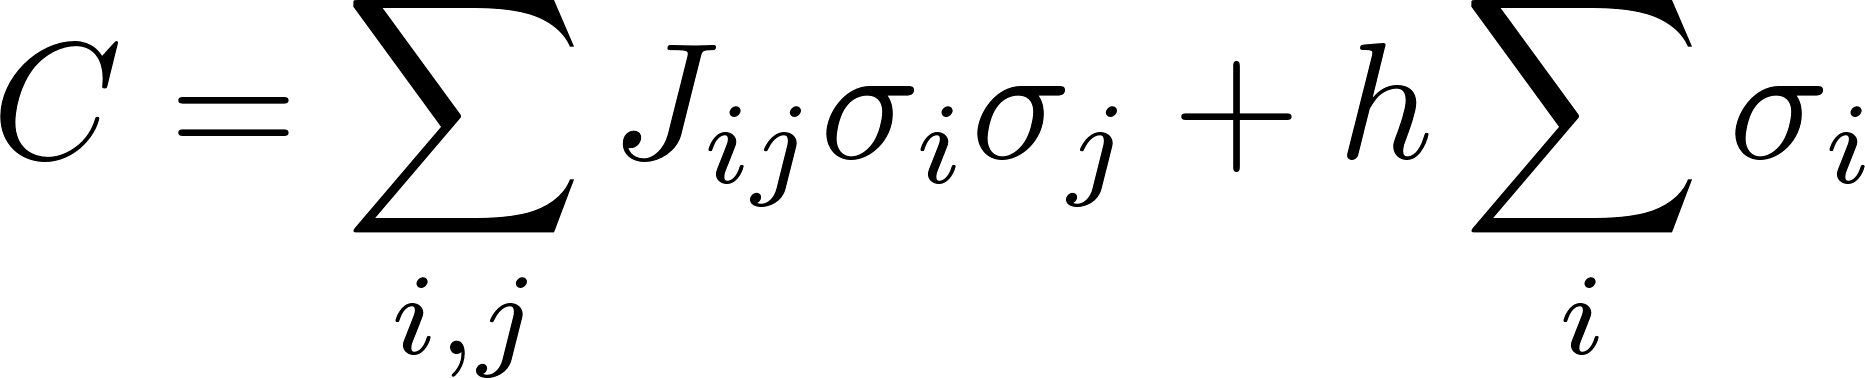 C = \sum_{i,j} J_{ij} \sigma_i \sigma_j + h \sum_i \sigma_i